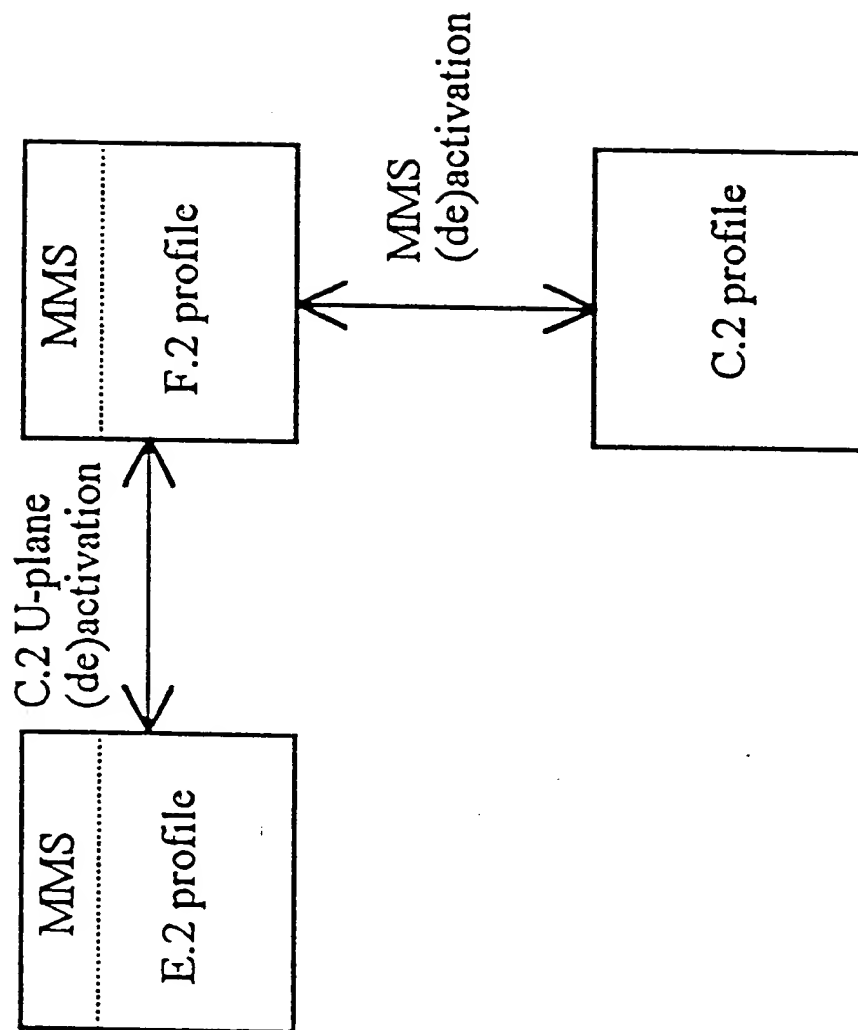 MMS
E.2 profile
C.2 U-plane
(de)activation
MMS
F.2 profile
MMS
(de)activation
C.2 profile